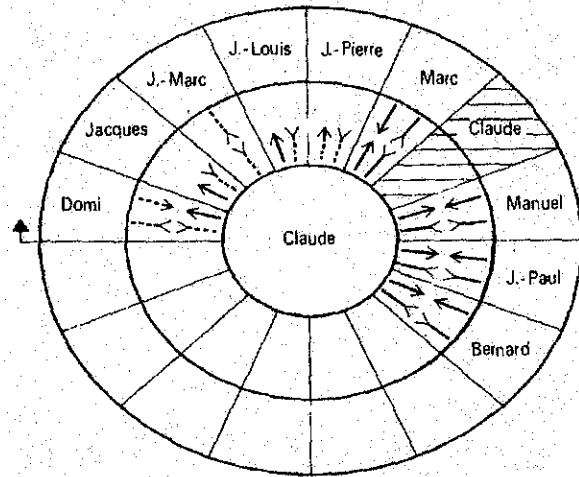 J.-Louis
J.-Pierre
J.-Marc
Marc
Jacques
Claude
Domi
Manuel
Claude
J.-Paul
Bernard